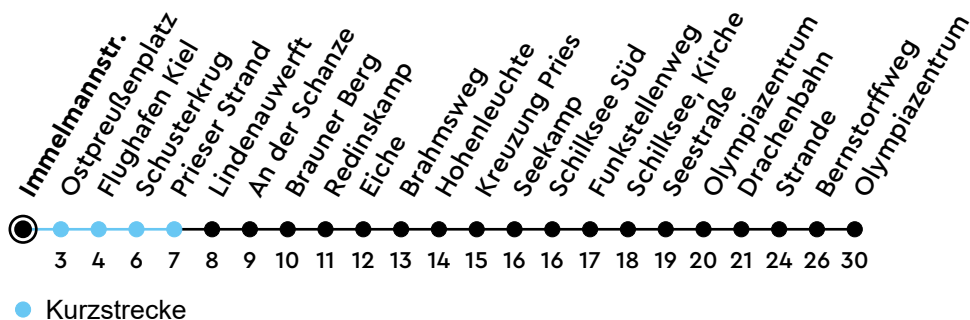 Immelmannstr.
Ostpreußenplatz
Flughafen Kiel
Schusterkrug
Prieser Strand
Lindenauwerft
An der Schanze
Brauner Berg
Redinskamp
Eiche
Brahmsweg
Hohenleuchte
Kreuzung Pries
Seekamp
Schilksee Süd
Funkstellenweg
Schilksee, Kirche
Seestraße
Olympiazentrum
Drachenbahn
Strande
Bernstorffweg
Olympiazentrum
3 4 6 7 8 9 10 11 12 13 14 15 16 16 17 18 19 20 21 24 26 30
Kurzstrecke